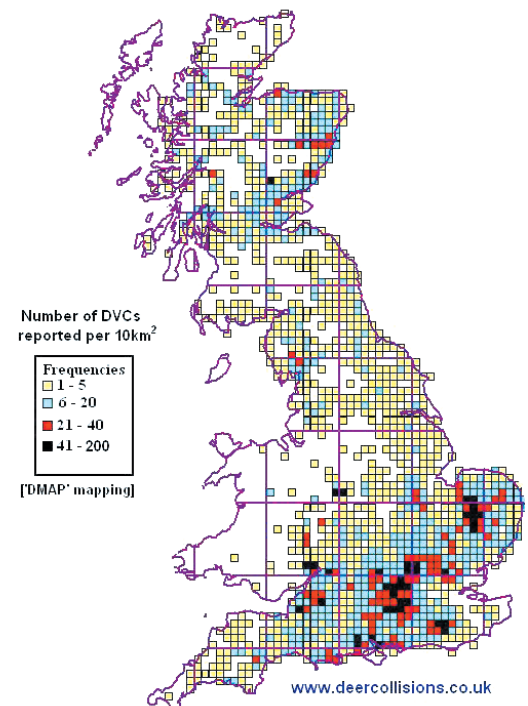 Number of DVCs
reported per 10km²
Frequencies
1 - 5
6 - 20
21 - 40
41 - 200
['DMAP' mapping]
www.deercollisions.co.uk